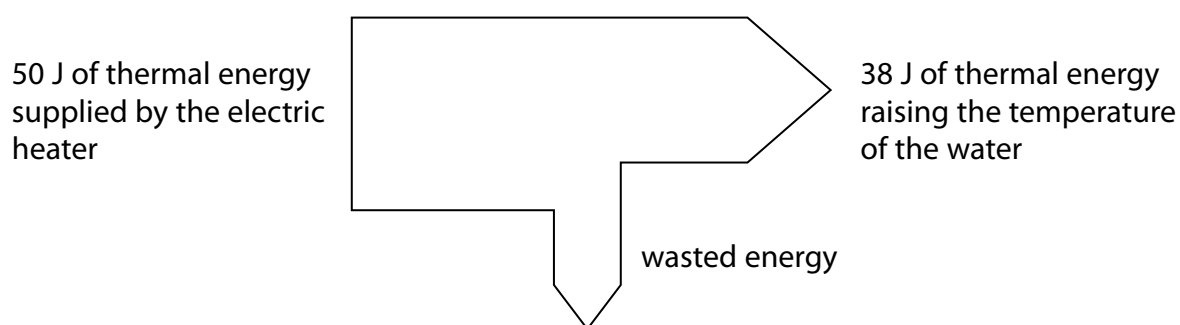 50 J of thermal energy
supplied by the electric
heater
38 J of thermal energy
raising the temperature
of the water
wasted energy